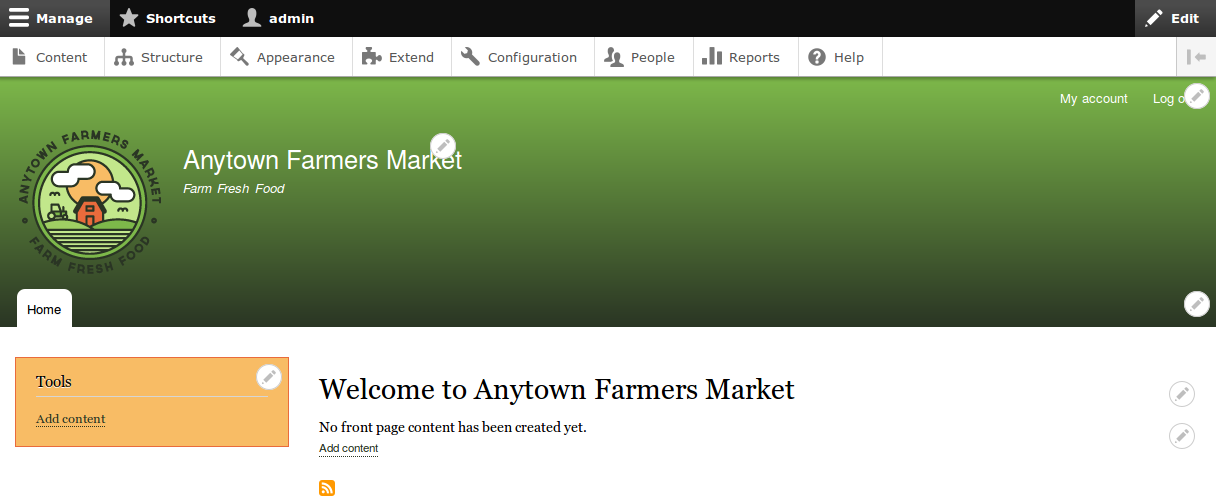 Manage Shortcuts admin Edit
Content Structure Appearance Extend Configuration People Reports Help
My account Log o
ANYTOWN FARMERS MARKET
FARM FRESH FOOD
Anytown Farmers Market
Farm Fresh Food
Home
Tools
Add content
Welcome to Anytown Farmers Market
No front page content has been created yet.
Add content